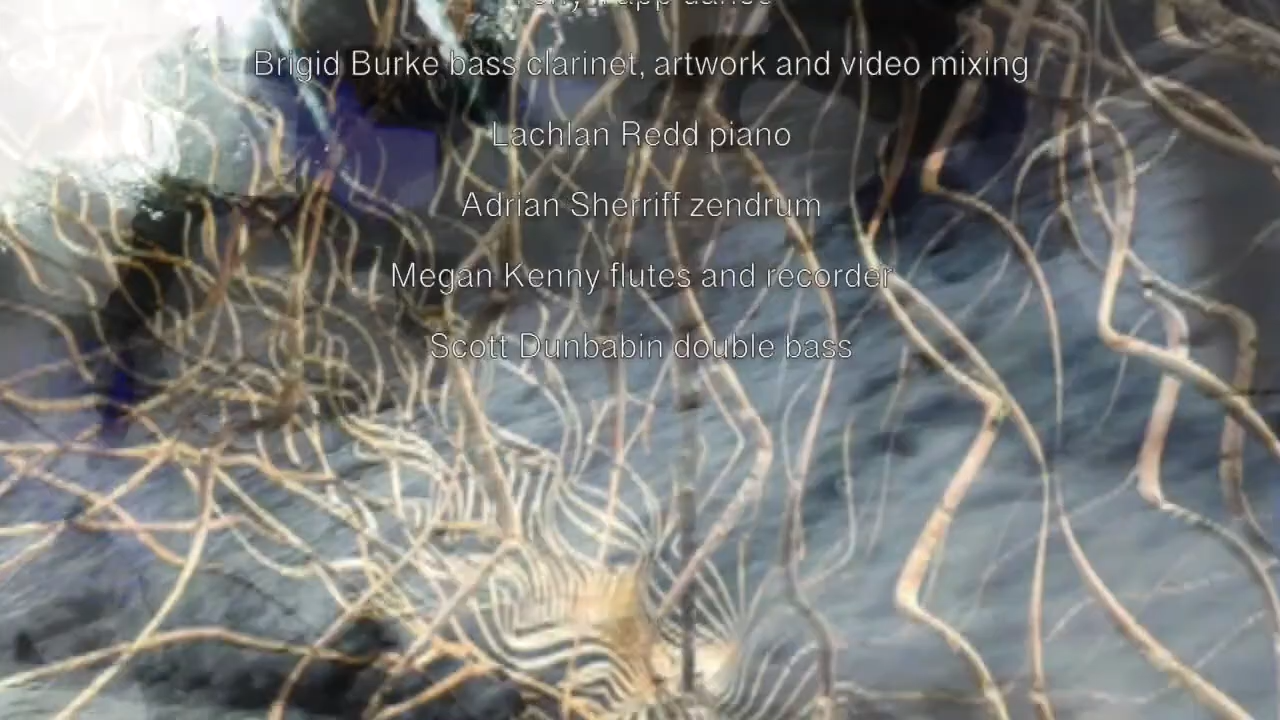 dance
Brigid Burke bass clarinet, artwork and video mixing
Lachlan Redd piano
Adrian Sherriff zendrum
Megan Kenny flutes and recorder
Scott Dunbabin double bass